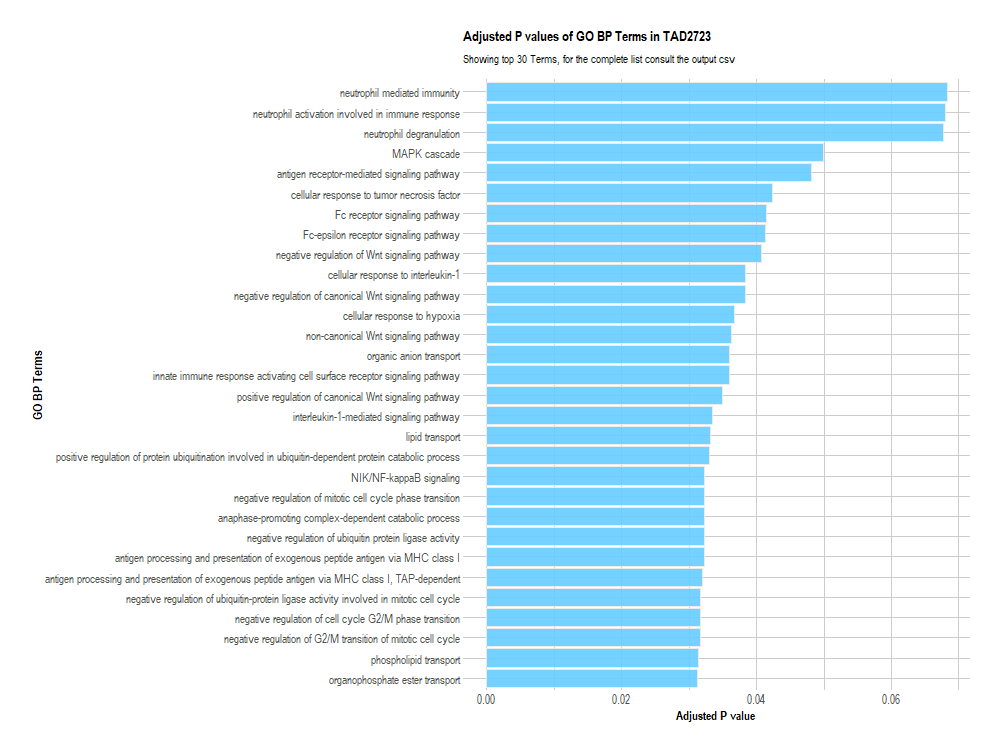 Adjusted P values of GO BP Terms in TAD2723
Showing top 30 Terms, for the complete list consult the output csv
GO BP Terms
neutrophil mediated immunity
neutrophil activation involved in immune response
neutrophil degranulation
MAPK cascade
antigen receptor-mediated signaling pathway
cellular response to tumor necrosis factor
Fc receptor signaling pathway
Fc-epsilon receptor signaling pathway
negative regulation of Wnt signaling pathway
cellular response to interleukin-1
negative regulation of canonical Wnt signaling pathway
cellular response to hypoxia
non-canonical Wnt signaling pathway
organic anion transport
innate immune response activating cell surface receptor signaling pathway
positive regulation of canonical Wnt signaling pathway
interleukin-1-mediated signaling pathway
lipid transport
positive regulation of protein ubiquitination involved in ubiquitin-dependent protein catabolic process
NIK/NF-kappaB signaling
negative regulation of mitotic cell cycle phase transition
anaphase-promoting complex-dependent catabolic process
negative regulation of ubiquitin protein ligase activity
antigen processing and presentation of exogenous peptide antigen via MHC class I
antigen processing and presentation of exogenous peptide antigen via MHC class I, TAP-dependent
negative regulation of ubiquitin-protein ligase activity involved in mitotic cell cycle
negative regulation of cell cycle G2/M phase transition
negative regulation of G2/M transition of mitotic cell cycle
phospholipid transport
organophosphate ester transport
0.00 0.02 0.04 0.06
Adjusted P value